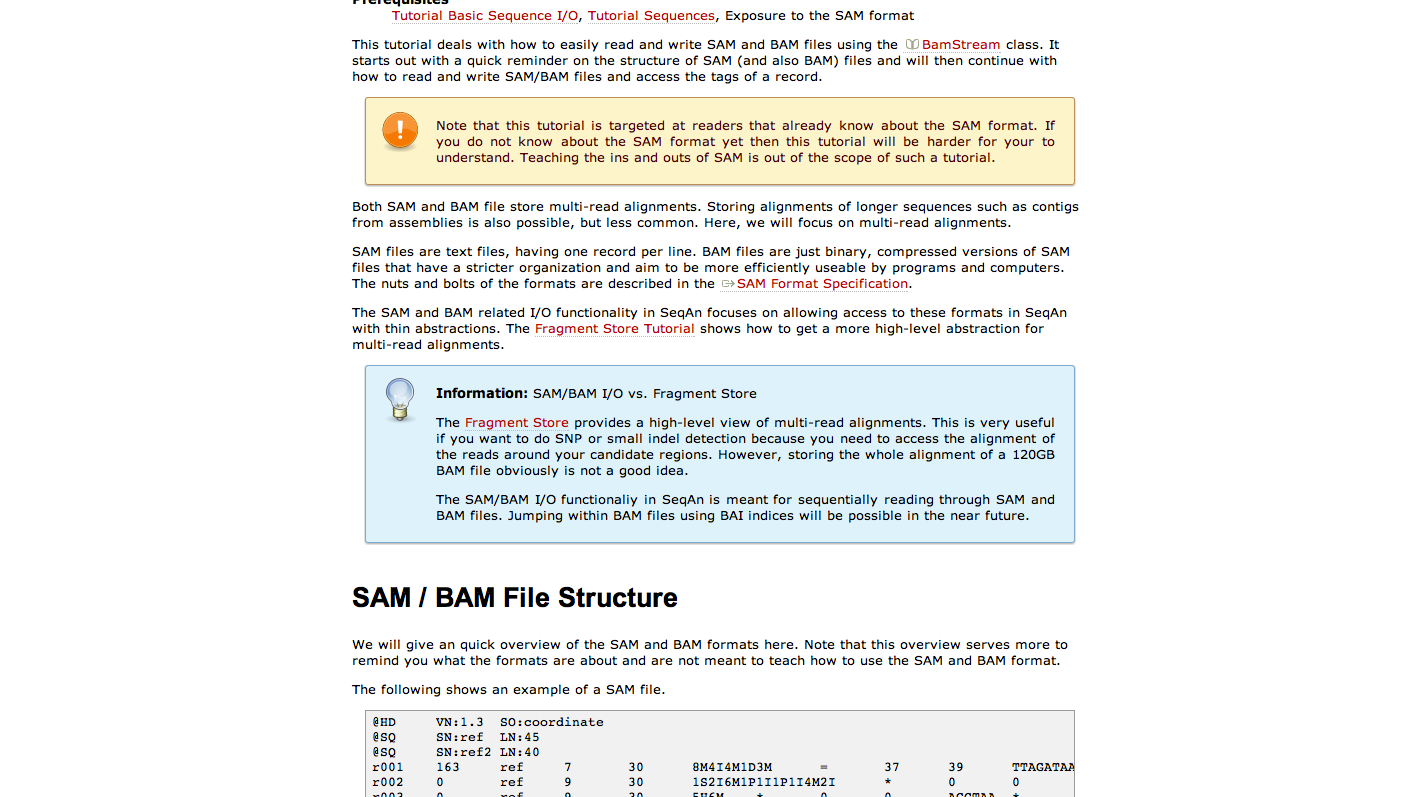 Prerequisites
Tutorial Basic Sequence I/O, Tutorial Sequences, Exposure to the SAM format
This tutorial deals with how to easily read and write SAM and BAM files using the BamStream class. It
starts out with a quick reminder on the structure of SAM (and also BAM) files and will then continue with
how to read and write SAM/BAM files and access the tags of a record.
Note that this tutorial is targeted at readers that already know about the SAM format. If
you do not know about the SAM format yet then this tutorial will be harder for your to
understand. Teaching the ins and outs of SAM is out of the scope of such a tutorial.
Both SAM and BAM file store multi-read alignments. Storing alignments of longer sequences such as contigs
from assemblies is also possible, but less common. Here, we will focus on multi-read alignments.
SAM files are text files, having one record per line. BAM files are just binary, compressed versions of SAM
files that have a stricter organization and aim to be more efficiently useable by programs and computers.
The nuts and bolts of the formats are described in the SAM Format Specification.
The SAM and BAM related I/O functionality in SeqAn focuses on allowing access to these formats in SeqAn
with thin abstractions. The Fragment Store Tutorial shows how to get a more high-level abstraction for
multi-read alignments.
Information: SAM/BAM I/O vs. Fragment Store
The Fragment Store provides a high-level view of multi-read alignments. This is very useful
if you want to do SNP or small indel detection because you need to access the alignment of
the reads around your candidate regions. However, storing the whole alignment of a 120GB
BAM file obviously is not a good idea.
The SAM/BAM I/O functionaliy in SeqAn is meant for sequentially reading through SAM and
BAM files. Jumping within BAM files using BAI indices will be possible in the near future.
SAM / BAM File Structure
We will give an quick overview of the SAM and BAM formats here. Note that this overview serves more to
remind you what the formats are about and are not meant to teach how to use the SAM and BAM format.
The following shows an example of a SAM file.
@HD VN:1.3 SO:coordinate
@SQ SN:ref LN:45
@SQ SN:ref2 LN:40
r001 163 ref 7 30 8M4I4M1D3M = 37 39 TTAGATAA
r002 0 ref 9 30 1S2I6M1P1I1P1I4M2I * 0 0
r003 0 ref 9 30 5H6M * 0 0 AGCTAA *